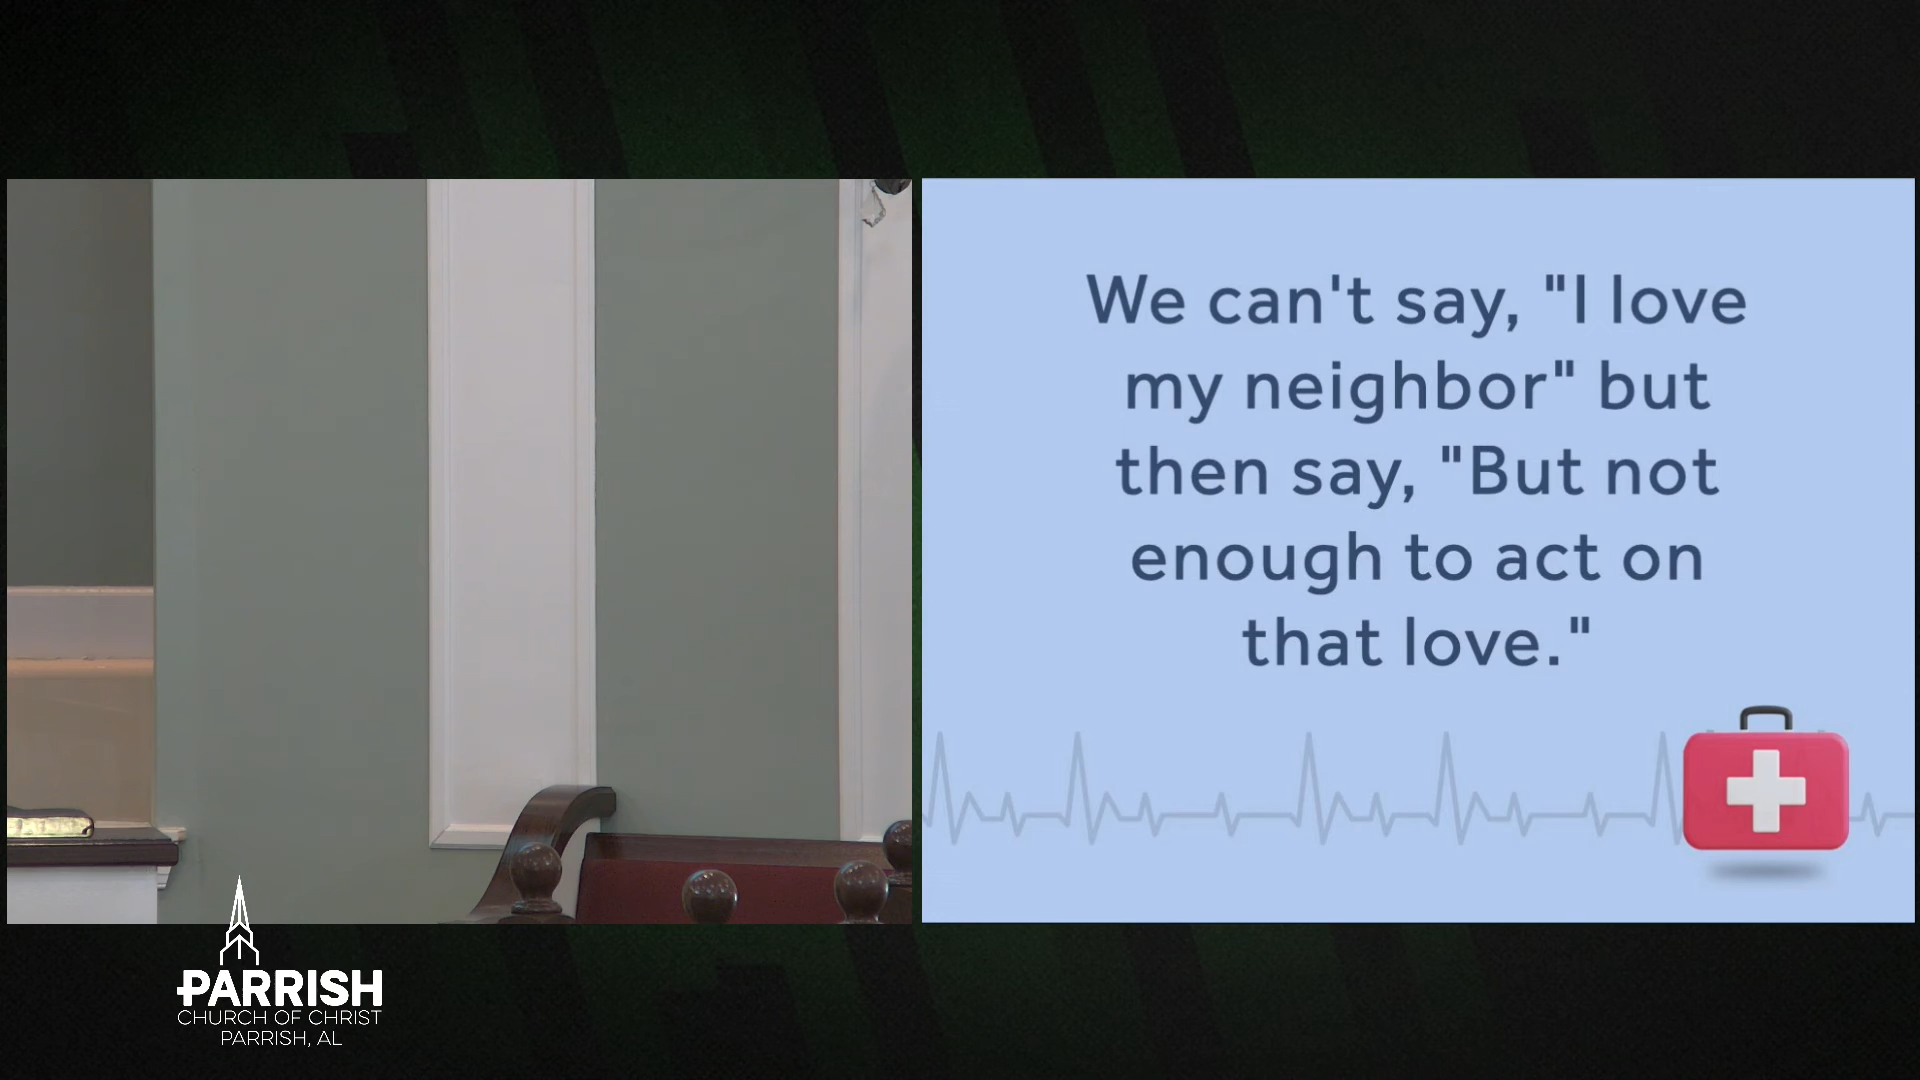 We can't say, "I love
my neighbor" but
then say, "But not
enough to act on
that love."
PARRISH
CHURCH OF CHRIST
PARRISH, AL